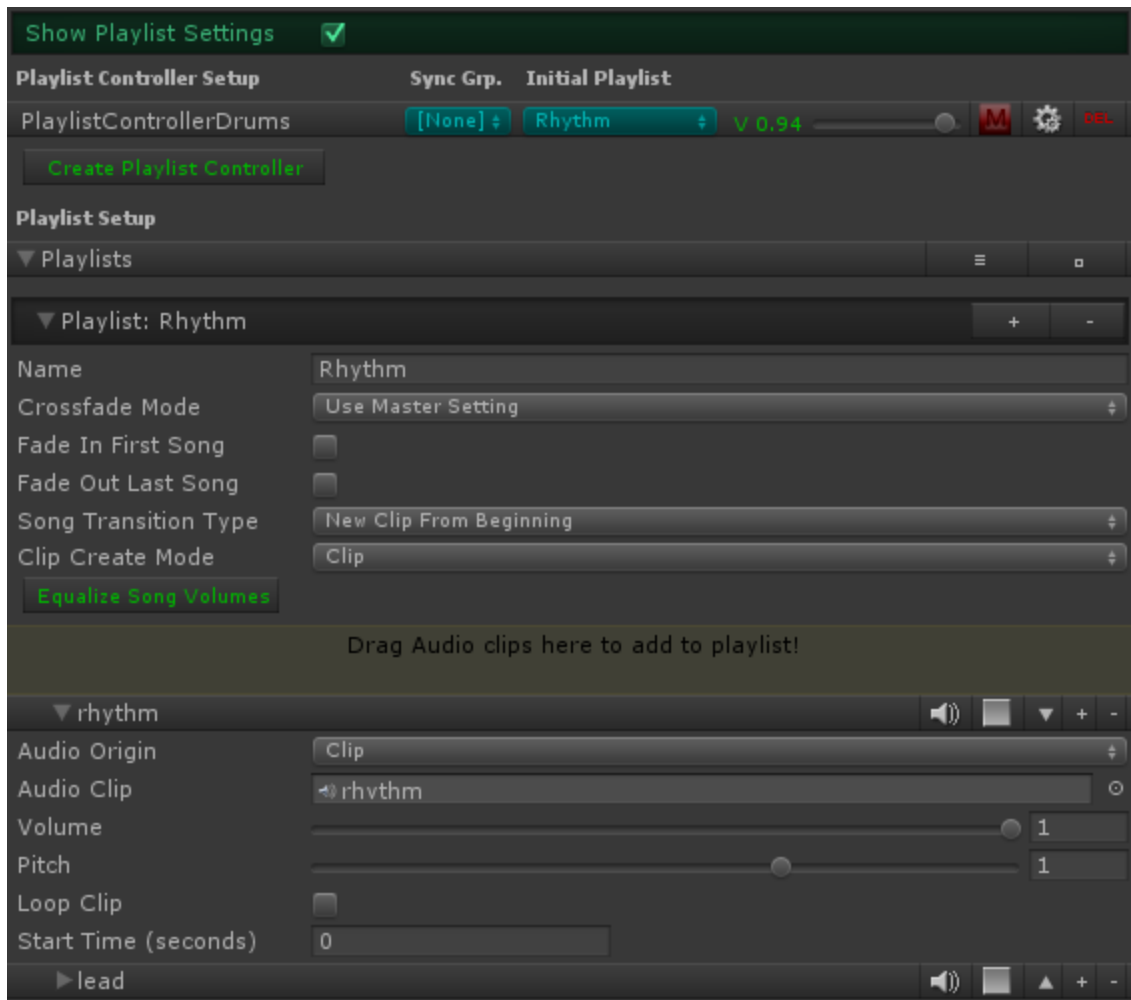 Show Playlist Settings
Playlist Controller Setup Sync Grp. Initial Playlist
PlaylistControllerDrums [None] Rhythm V 0.94 M DEL
Create Playlist Controller
Playlist Setup
Playlists
Playlist: Rhythm + -
Name Rhythm
Crossfade Mode Use Master Setting
Fade In First Song
Fade Out Last Song
Song Transition Type New Clip From Beginning
Clip Create Mode Clip
Equalize Song Volumes
Drag Audio clips here to add to playlist!
rhythm + -
Audio Origin Clip
Audio Clip rhythm
Volume 1
Pitch 1
Loop Clip
Start Time (seconds) 0
lead + -